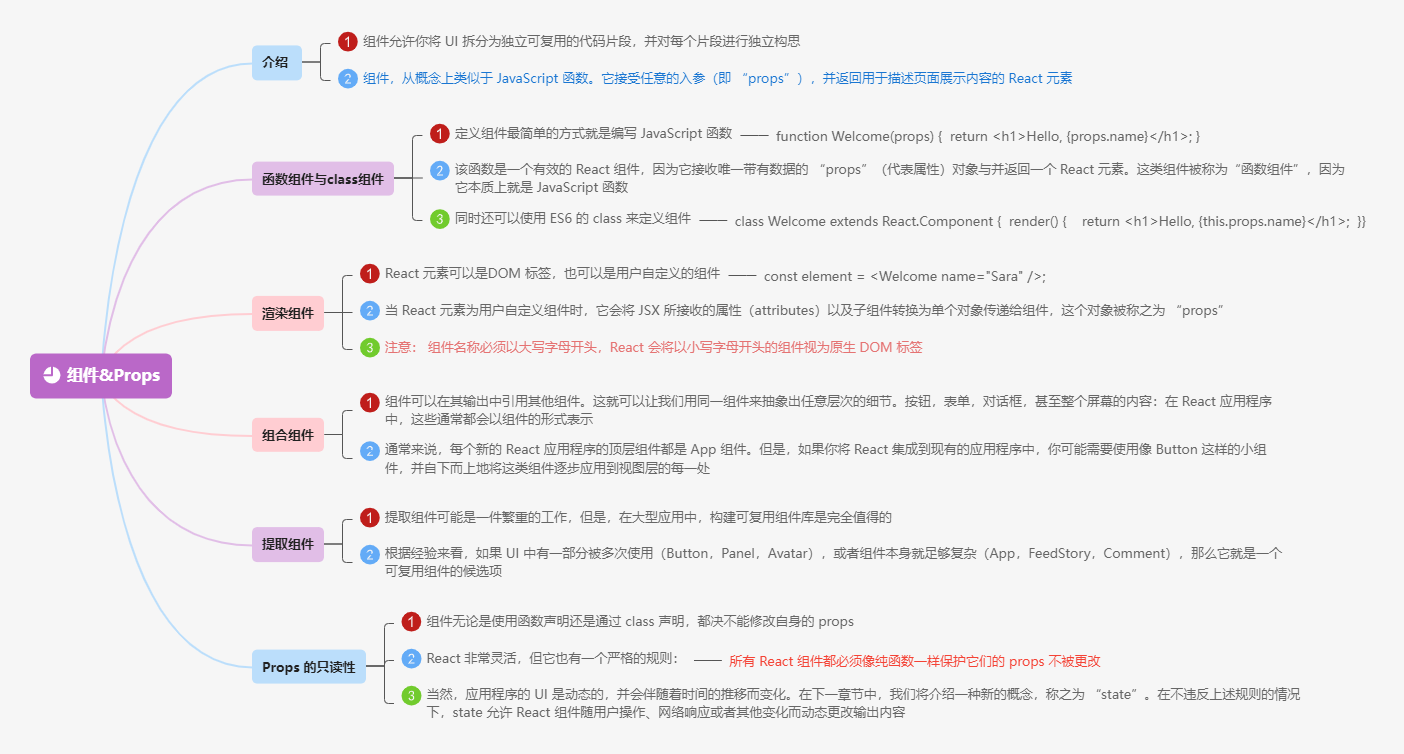 组件&Props
介绍
1 组件允许你将 UI 拆分为独立可复用的代码片段，并对每个片段进行独立构思
2 组件，从概念上类似于 JavaScript 函数。它接受任意的入参（即 “props”），并返回用于描述页面展示内容的 React 元素
函数组件与class组件
1 定义组件最简单的方式就是编写 JavaScript 函数 —— function Welcome(props) {  return <h1>Hello, {props.name}</h1>; }
2 该函数是一个有效的 React 组件，因为它接收唯一带有数据的 “props”（代表属性）对象与并返回一个 React 元素。这类组件被称为“函数组件”，因为
它本质上就是 JavaScript 函数
3 同时还可以使用 ES6 的 class 来定义组件 —— class Welcome extends React.Component {  render() {    return <h1>Hello, {this.props.name}</h1>;  }}
渲染组件
1 React 元素可以是DOM 标签，也可以是用户自定义的组件 —— const element = <Welcome name="Sara" />;
2 当 React 元素为用户自定义组件时，它会将 JSX 所接收的属性（attributes）以及子组件转换为单个对象传递给组件，这个对象被称之为 “props”
3 注意： 组件名称必须以大写字母开头，React 会将以小写字母开头的组件视为原生 DOM 标签
组合组件
1 组件可以在其输出中引用其他组件。这就可以让我们用同一组件来抽象出任意层次的细节。按钮，表单，对话框，甚至整个屏幕的内容：在 React 应用程序
中，这些通常都会以组件的形式表示
2 通常来说，每个新的 React 应用程序的顶层组件都是 App 组件。但是，如果你将 React 集成到现有的应用程序中，你可能需要使用像 Button 这样的小组
件，并自下而上地将这类组件逐步应用到视图层的每一处
提取组件
1 提取组件可能是一件繁重的工作，但是，在大型应用中，构建可复用组件库是完全值得的
2 根据经验来看，如果 UI 中有一部分被多次使用（Button，Panel，Avatar），或者组件本身就足够复杂（App，FeedStory，Comment），那么它就是一个
可复用组件的候选项
Props 的只读性
1 组件无论是使用函数声明还是通过 class 声明，都决不能修改自身的 props
2 React 非常灵活，但它也有一个严格的规则： —— 所有 React 组件都必须像纯函数一样保护它们的 props 不被更改
3 当然，应用程序的 UI 是动态的，并会伴随着时间的推移而变化。在下一章节中，我们将介绍一种新的概念，称之为 “state”。在不违反上述规则的情况
下，state 允许 React 组件随用户操作、网络响应或者其他变化而动态更改输出内容